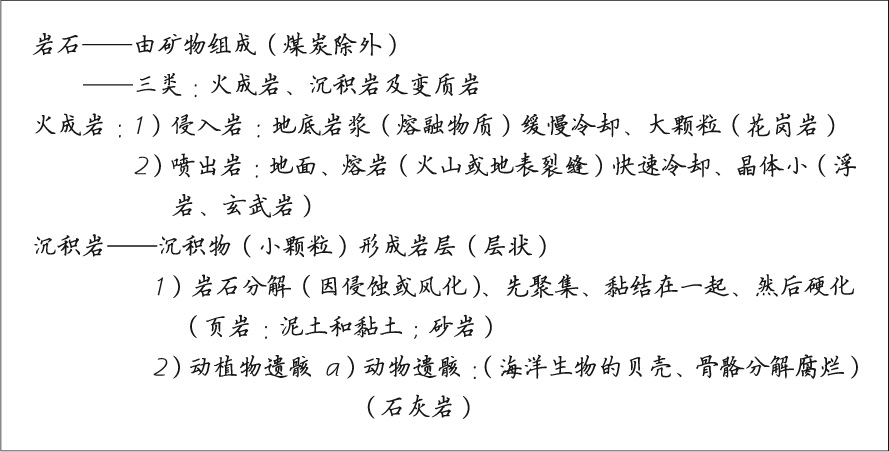 岩石——由矿物组成（煤炭除外）
——三类：火成岩、沉积岩及变质岩
火成岩：1）侵入岩：地底岩浆（熔融物质）缓慢冷却、大颗粒（花岗岩）
2）喷出岩：地面、熔岩（火山或地表裂缝）快速冷却、晶体小（浮
岩、玄武岩）
沉积岩——沉积物（小颗粒）形成岩层（层状）
1）岩石分解（因侵蚀或风化）、先聚集、黏结在一起、然后硬化
（页岩：泥土和黏土；砂岩）
2）动植物遗骸 a）动物遗骸：（海洋生物的贝壳、骨骼分解腐烂）
（石灰岩）